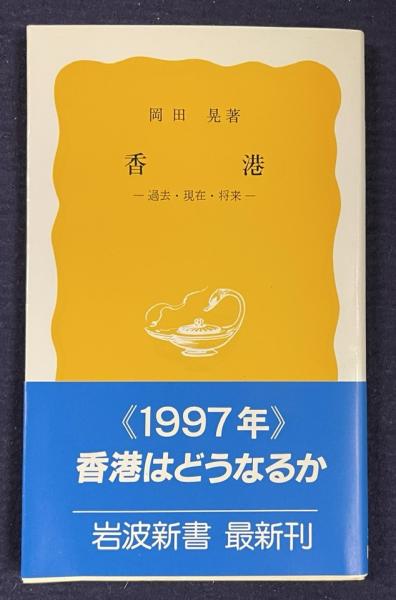 岡田 晃著
香港
─過去・現在・将来─
《1997年》
香港はどうなるか
岩波新書 最新刊